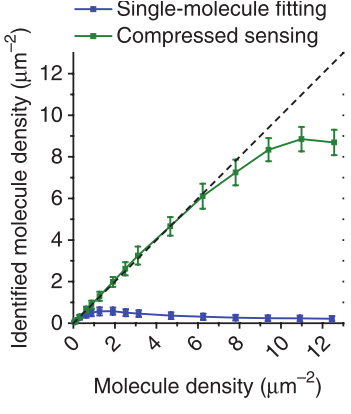 Single-molecule fitting
Compressed sensing
Identified molecule density (μm⁻²)
12
10
8
6
4
2
0
0 2 4 6 8 10 12
Molecule density (μm⁻²)